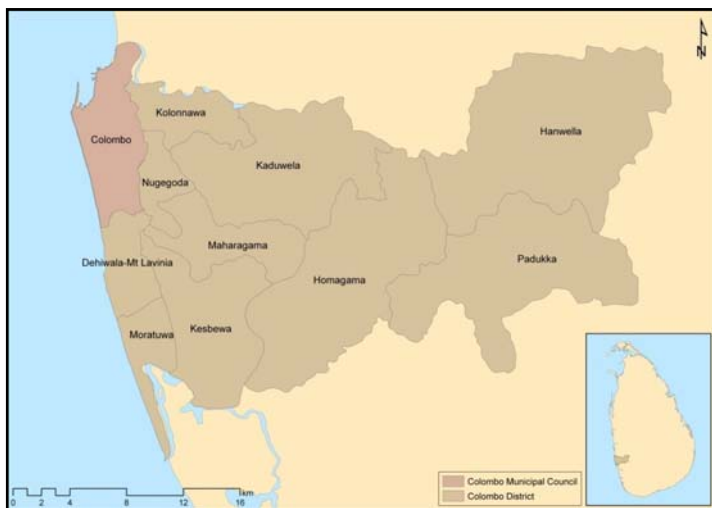 N
Kolonnawa
Colombo
Hanwella
Kaduwela
Nugegoda
Maharagama
Dehiwala-Mt Lavinia
Padukka
Homagama
Moratuwa
Kesbewa
km
0 2 4 8 12 16
Colombo Municipal Council
Colombo District